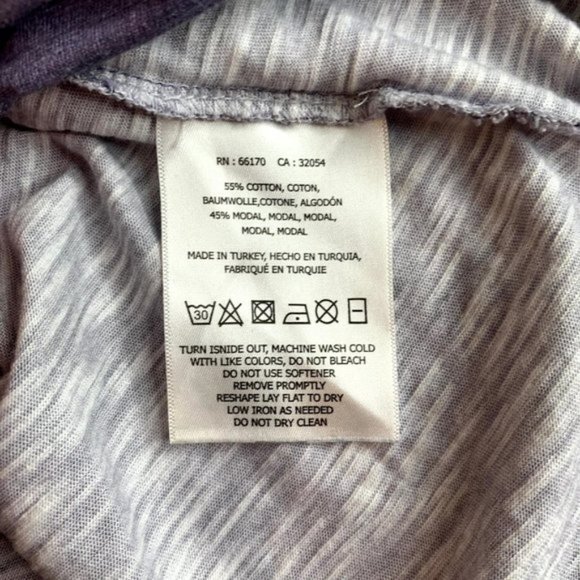 RN : 66170 CA : 32054
55% COTTON, COTON,
BAUMWOLLE,COTONE, ALGODÓN
45% MODAL, MODAL, MODAL,
MODAL, MODAL
MADE IN TURKEY, HECHO EN TURQUIA,
FABRIQUÉ EN TURQUIE
30
TURN ISNIDE OUT, MACHINE WASH COLD
WITH LIKE COLORS, DO NOT BLEACH
DO NOT USE SOFTENER
REMOVE PROMPTLY
RESHAPE LAY FLAT TO DRY
LOW IRON AS NEEDED
DO NOT DRY CLEAN